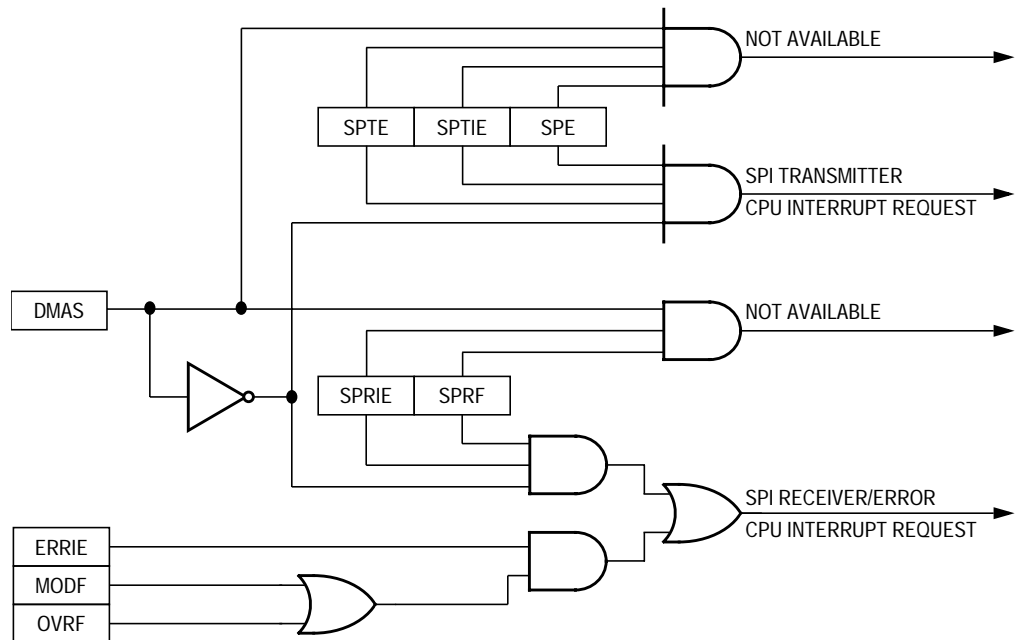 NOT AVAILABLE
SPTE SPTIE SPE
SPI TRANSMITTER
CPU INTERRUPT REQUEST
DMAS
NOT AVAILABLE
SPRIE SPRF
SPI RECEIVER/ERROR
CPU INTERRUPT REQUEST
ERRIE
MODF
OVRF